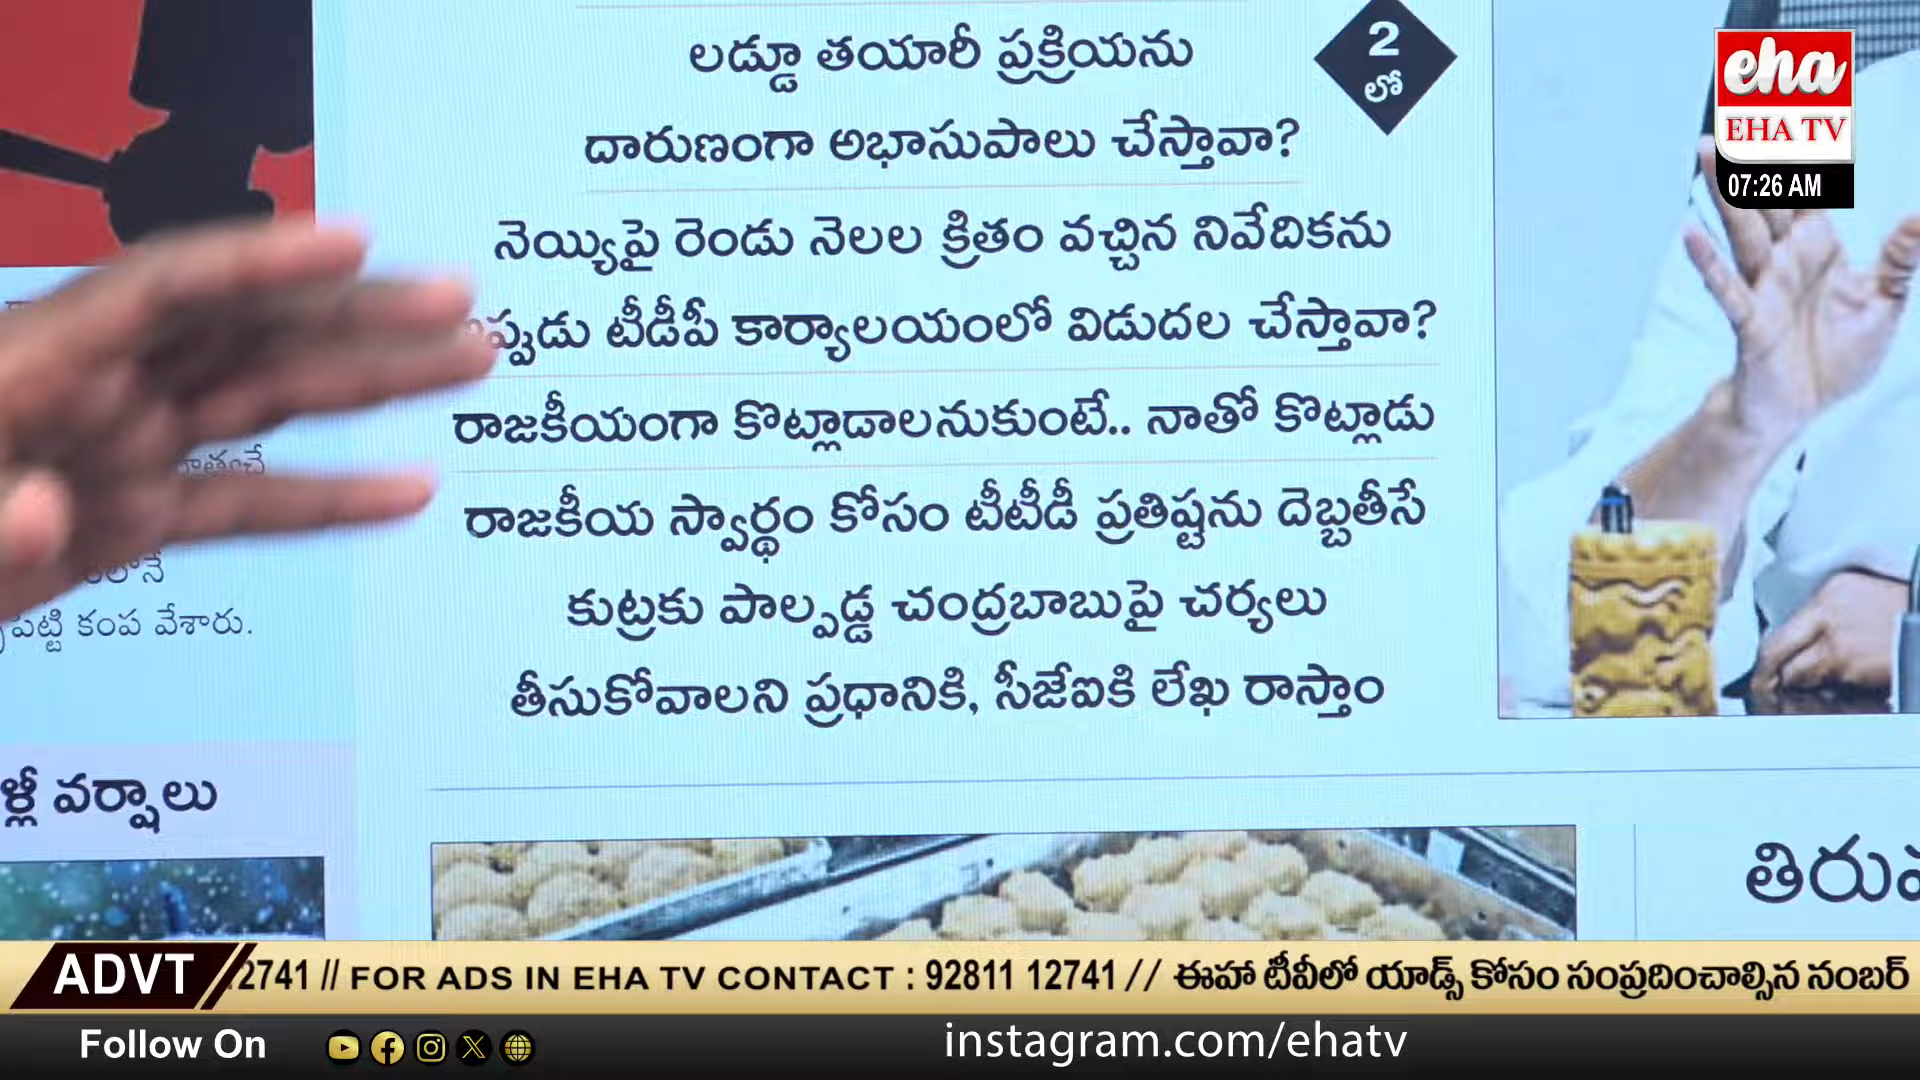 లడ్డూ తయారీ ప్రక్రియను
దారుణంగా అభాసుపాలు చేస్తావా?
2
లో
నెయ్యిపై రెండు నెలల క్రితం వచ్చిన నివేదికను
టీడీపీ కార్యాలయంలో విడుదల చేస్తావా?
రాజకీయంగా కొట్లాడాలనుకుంటే.. నాతో కొట్లాడు
రాజకీయ స్వార్థం కోసం టీటీడీ ప్రతిష్టను దెబ్బతీసే
కుట్రకు పాల్పడ్డ చంద్రబాబుపై చర్యలు
తీసుకోవాలని ప్రధానికి, సీజేఐకి లేఖ రాస్తాం
కంప వేశారు.
వర్షాలు
eha
EHA TV
07:26 AM
ADVT
12741 // FOR ADS IN EHA TV CONTACT : 92811 12741 // ఈహా టీవీలో యాడ్స్ కోసం సంప్రదించాల్సిన నంబర్
Follow On
instagram.com/ehatv